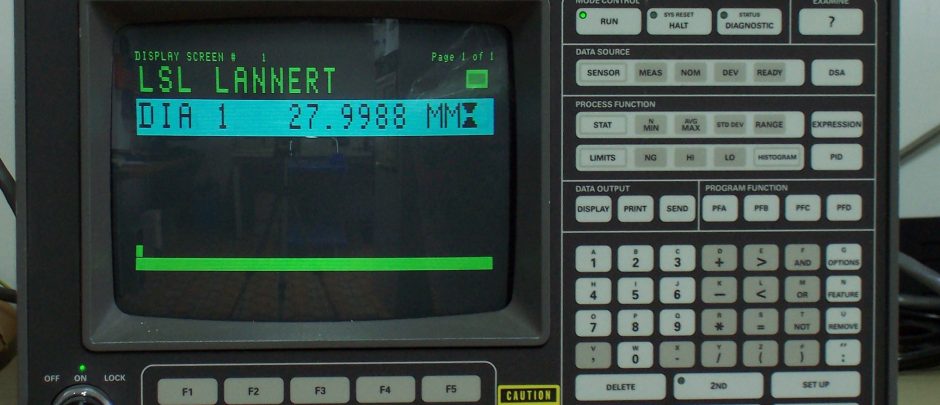 DISPLAY SCREEN # 1 Page 1 of 1
LSL LANNERT
DIA 1 27.9988 MM
OFF ON LOCK
F1 F2 F3 F4 F5
CAUTION
MODE CONTROL
RUN
SYS RESET
HALT
STATUS
DIAGNOSTIC
EXAMINE
?
DATA SOURCE
SENSOR MEAS NOM DEV READY DSA
PROCESS FUNCTION
STAT N MIN AVG MAX STD DEV RANGE EXPRESSION
LIMITS NG HI LO HISTOGRAM PID
DATA OUTPUT PROGRAM FUNCTION
DISPLAY PRINT SEND PFA PFB PFC PFD
A B C D E F G
1 2 3 + > AND OPTIONS
H I J K L M N
4 5 6 – < OR FEATURE
O P Q R S T U
7 8 9 * = NOT REMOVE
V W X Y Z
, 0 - / ( ) :
DELETE 2ND SET UP